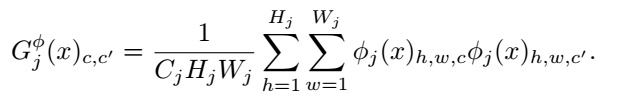 $G_j^{\phi}(x)_{c,c'} = \frac{1}{C_j H_j W_j} \sum_{h=1}^{H_j} \sum_{w=1}^{W_j} \phi_j(x)_{h,w,c} \phi_j(x)_{h,w,c'}.$